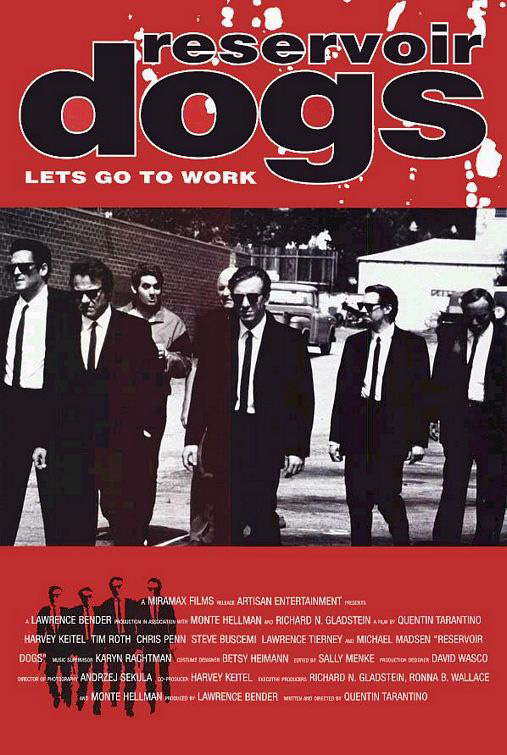 reservoir
dogs
LETS GO TO WORK
A MIRAMAX FILMS RELEASE ARTISAN ENTERTAINMENT PRESENTS
A LAWRENCE BENDER PRODUCTION IN ASSOCIATION WITH MONTE HELLMAN AND RICHARD N. GLADSTEIN A FILM BY QUENTIN TARANTINO
HARVEY KEITEL TIM ROTH CHRIS PENN STEVE BUSCEMI LAWRENCE TIERNEY AND MICHAEL MADSEN "RESERVOIR
DOGS" MUSIC SUPERVISOR KARYN RACHTMAN COSTUME DESIGNER BETSY HEIMANN EDITED BY SALLY MENKE PRODUCTION DESIGNER DAVID WASCO
DIRECTOR OF PHOTOGRAPHY ANDRZEJ SEKULA CO-PRODUCER HARVEY KEITEL EXECUTIVE PRODUCERS RICHARD N. GLADSTEIN, RONNA B. WALLACE
AND MONTE HELLMAN PRODUCED BY LAWRENCE BENDER WRITTEN AND DIRECTED BY QUENTIN TARANTINO